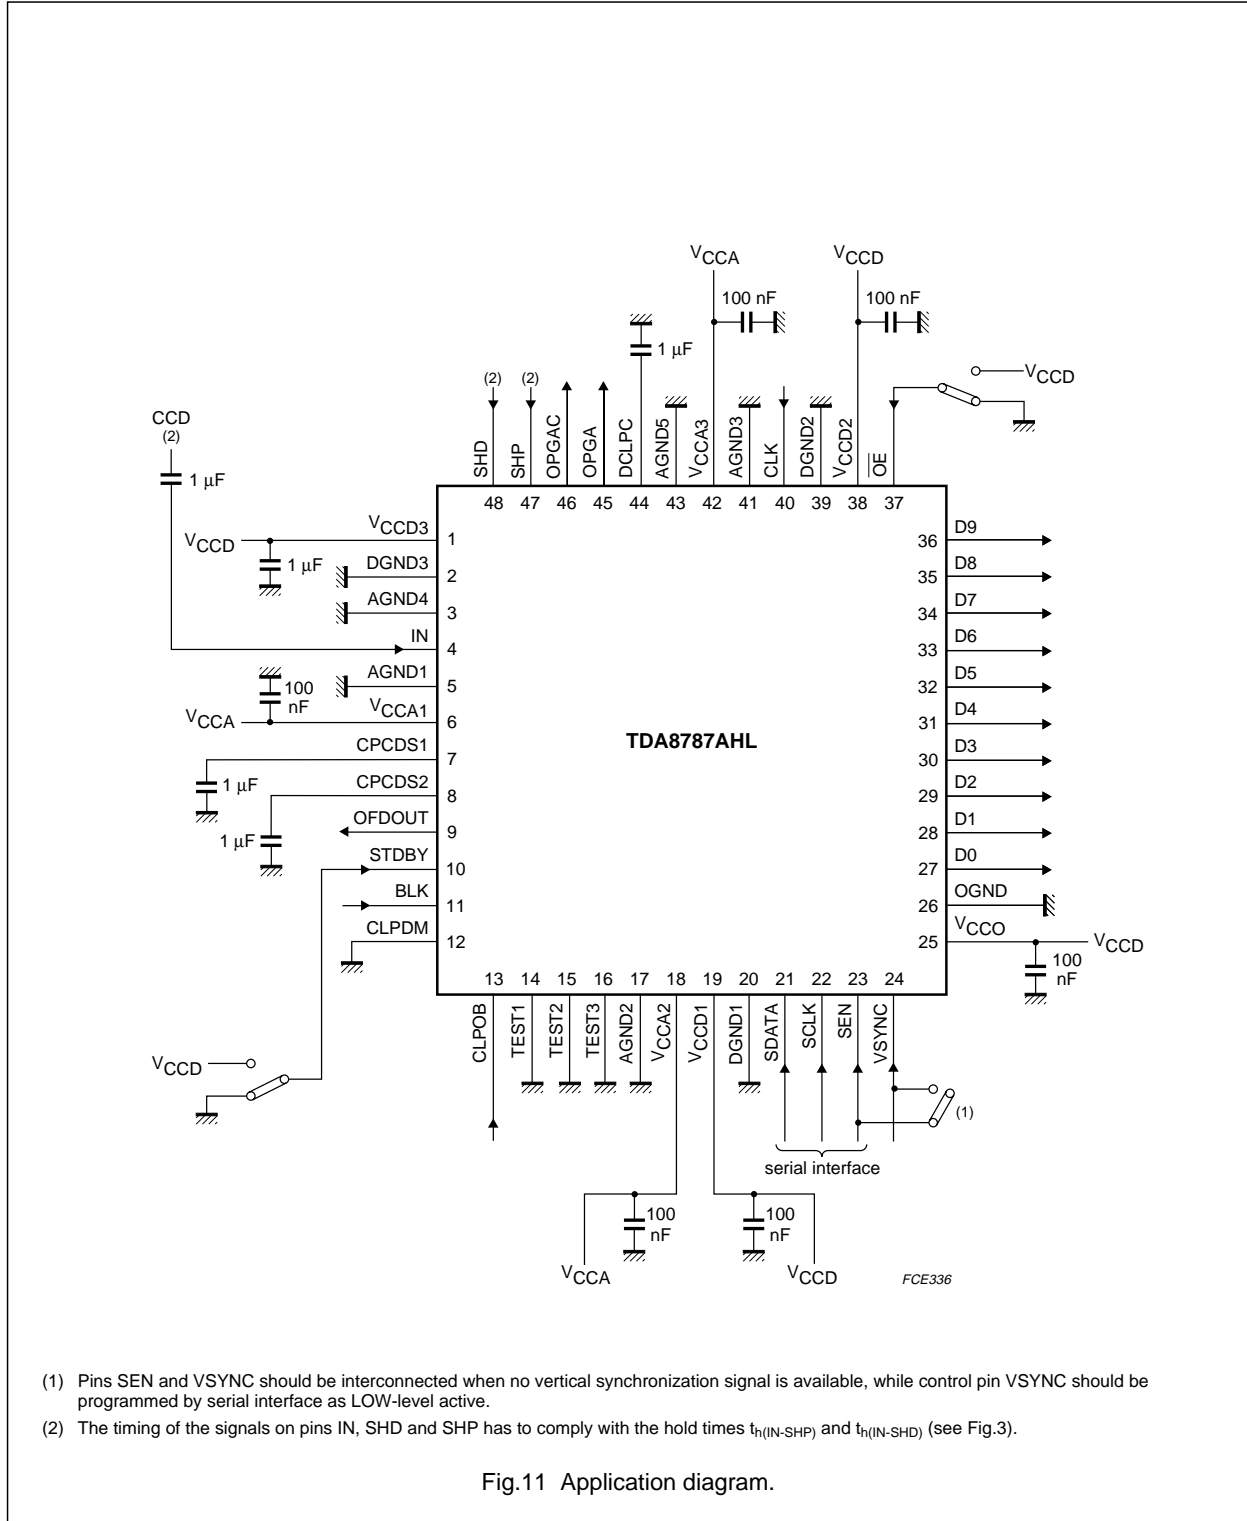 VCCA
VCCD
100 nF
100 nF
1 μF
VCCD
(2)
(2)
CCD
(2)
1 μF
SHD
SHP
OPGAC
OPGA
DCLPC
AGND5
VCCA3
AGND3
CLK
DGND2
VCCD2
OE
48 47 46 45 44 43 42 41 40 39 38 37
VCCD
VCCD3
1
1 μF
DGND3
2
AGND4
3
IN
4
AGND1
5
100
nF
VCCA
VCCA1
6
CPCDS1
7
1 μF
CPCDS2
8
OFDOUT
9
1 μF
STDBY
10
BLK
11
CLPDM
12
TDA8787AHL
36 D9
35 D8
34 D7
33 D6
32 D5
31 D4
30 D3
29 D2
28 D1
27 D0
26 OGND
25 VCCO
VCCD
100
nF
13 14 15 16 17 18 19 20 21 22 23 24
CLPOB
TEST1
TEST2
TEST3
AGND2
VCCA2
VCCD1
DGND1
SDATA
SCLK
SEN
VSYNC
VCCD
(1)
serial interface
100
nF
100
nF
VCCA
VCCD
FCE336
(1) Pins SEN and VSYNC should be interconnected when no vertical synchronization signal is available, while control pin VSYNC should be
programmed by serial interface as LOW-level active.
(2) The timing of the signals on pins IN, SHD and SHP has to comply with the hold times th(IN-SHP) and th(IN-SHD) (see Fig.3).
Fig.11 Application diagram.